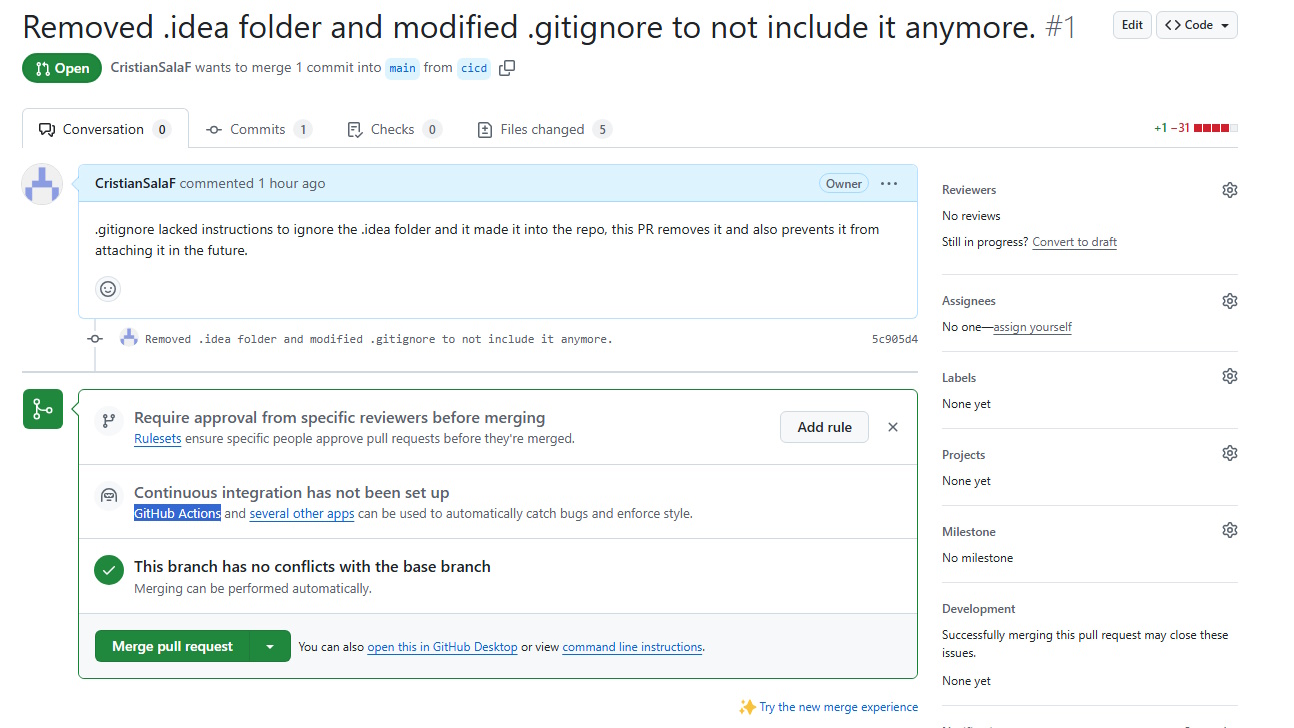 Removed .idea folder and modified .gitignore to not include it anymore. #1
Edit
Code
Open
CristianSalaF wants to merge 1 commit into main from cicd
Conversation 0
Commits 1
Checks 0
Files changed 5
+1 −31
CristianSalaF commented 1 hour ago
Owner
.gitignore lacked instructions to ignore the .idea folder and it made it into the repo, this PR removes it and also prevents it from
attaching it in the future.
Removed .idea folder and modified .gitignore to not include it anymore.
5c905d4
Require approval from specific reviewers before merging
Rulesets ensure specific people approve pull requests before they're merged.
Add rule
Continuous integration has not been set up
GitHub Actions and several other apps can be used to automatically catch bugs and enforce style.
This branch has no conflicts with the base branch
Merging can be performed automatically.
Merge pull request
You can also open this in GitHub Desktop or view command line instructions.
Try the new merge experience
Reviewers
No reviews
Still in progress? Convert to draft
Assignees
No one—assign yourself
Labels
None yet
Projects
None yet
Milestone
No milestone
Development
Successfully merging this pull request may close these
issues.
None yet